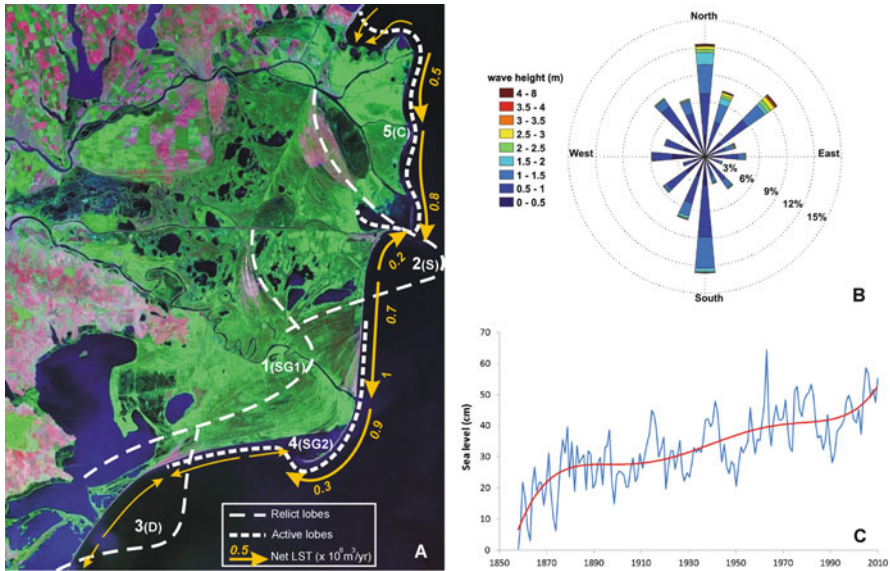 0.5
5(C)
0.8
0.2
2(S)
0.7
1(SG1)
1
0.9
4(SG2)
0.3
3(D)
Relict lobes
Active lobes
0.5 Net LST (x 10⁶m³/yr)
A
North
wave height (m)
4 - 8
3.5 - 4
3 - 3.5
2.5 - 3
2 - 2.5
1.5 - 2
1 - 1.5
0.5 - 1
0 - 0.5
West
East
3%
6%
9%
12%
15%
South
B
Sea level (cm)
70
60
50
40
30
20
10
0
1850 1870 1890 1910 1930 1950 1970 1990 2010
C